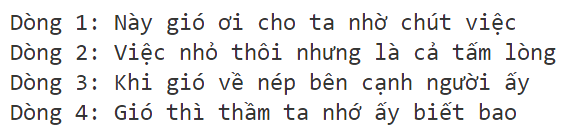 Dòng 1: Này gió ơi cho ta nhờ chút việc
Dòng 2: Việc nhỏ thôi nhưng là cả tấm lòng
Dòng 3: Khi gió về nép bên cạnh người ấy
Dòng 4: Gió thì thầm ta nhớ ấy biết bao